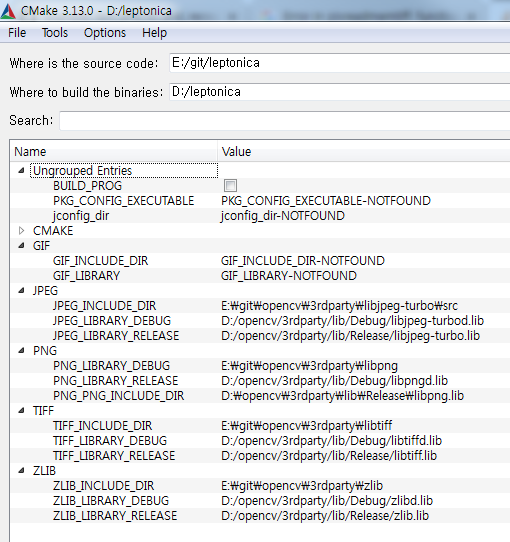 CMake 3.13.0 - D:/leptonica
File Tools Options Help
Where is the source code: E:/git/leptonica
Where to build the binaries: D:/leptonica
Search:
Name Value
Ungrouped Entries
BUILD_PROG
PKG_CONFIG_EXECUTABLE PKG_CONFIG_EXECUTABLE-NOTFOUND
jconfig_dir jconfig_dir-NOTFOUND
CMAKE
GIF
GIF_INCLUDE_DIR GIF_INCLUDE_DIR-NOTFOUND
GIF_LIBRARY GIF_LIBRARY-NOTFOUND
JPEG
JPEG_INCLUDE_DIR E:₩git₩opencv₩3rdparty₩libjpeg-turbo₩src
JPEG_LIBRARY_DEBUG D:/opencv/3rdparty/lib/Debug/libjpeg-turbod.lib
JPEG_LIBRARY_RELEASE D:/opencv/3rdparty/lib/Release/libjpeg-turbo.lib
PNG
PNG_LIBRARY_DEBUG E:₩git₩opencv₩3rdparty₩libpng
PNG_LIBRARY_RELEASE D:/opencv/3rdparty/lib/Debug/libpngd.lib
PNG_PNG_INCLUDE_DIR D:₩opencv₩3rdparty₩lib₩Release₩libpng.lib
TIFF
TIFF_INCLUDE_DIR E:₩git₩opencv₩3rdparty₩libtiff
TIFF_LIBRARY_DEBUG D:/opencv/3rdparty/lib/Debug/libtiffd.lib
TIFF_LIBRARY_RELEASE D:/opencv/3rdparty/lib/Release/libtiff.lib
ZLIB
ZLIB_INCLUDE_DIR E:₩git₩opencv₩3rdparty₩zlib
ZLIB_LIBRARY_DEBUG D:/opencv/3rdparty/lib/Debug/zlibd.lib
ZLIB_LIBRARY_RELEASE D:/opencv/3rdparty/lib/Release/zlib.lib